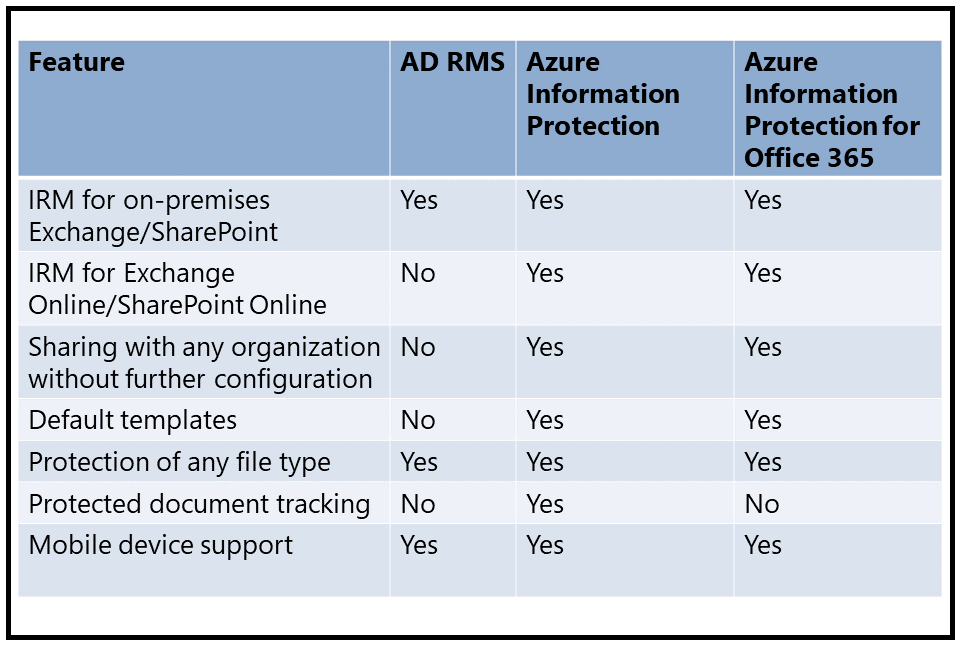 Feature AD RMS Azure
Information
Protection Azure
Information
Protection for
Office 365
IRM for on-premises
Exchange/SharePoint Yes Yes Yes
IRM for Exchange
Online/SharePoint Online No Yes Yes
Sharing with any organization
without further configuration No Yes Yes
Default templates No Yes Yes
Protection of any file type Yes Yes Yes
Protected document tracking No Yes No
Mobile device support Yes Yes Yes